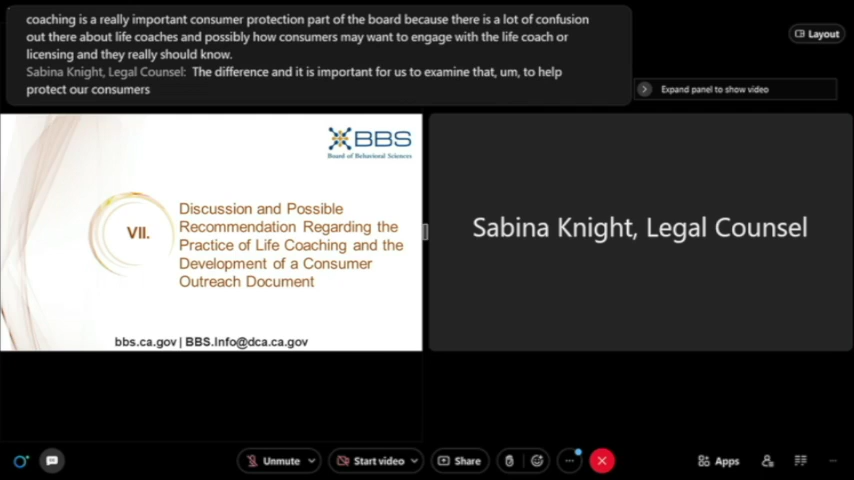 coaching is a really important consumer protection part of the board because there is a lot of confusion
out there about life coaches and possibly how consumers may want to engage with the life coach or
licensing and they really should know.
Sabina Knight, Legal Counsel: The difference and it is important for us to examine that, um, to help
protect our consumers
Layout
Expand panel to show video
BBS
Board of Behavioral Sciences
VII.
Discussion and Possible
Recommendation Regarding the
Practice of Life Coaching and the
Development of a Consumer
Outreach Document
bbs.ca.gov | BBS.Info@dca.ca.gov
Sabina Knight, Legal Counsel
Unmute
Start video
Share
Apps